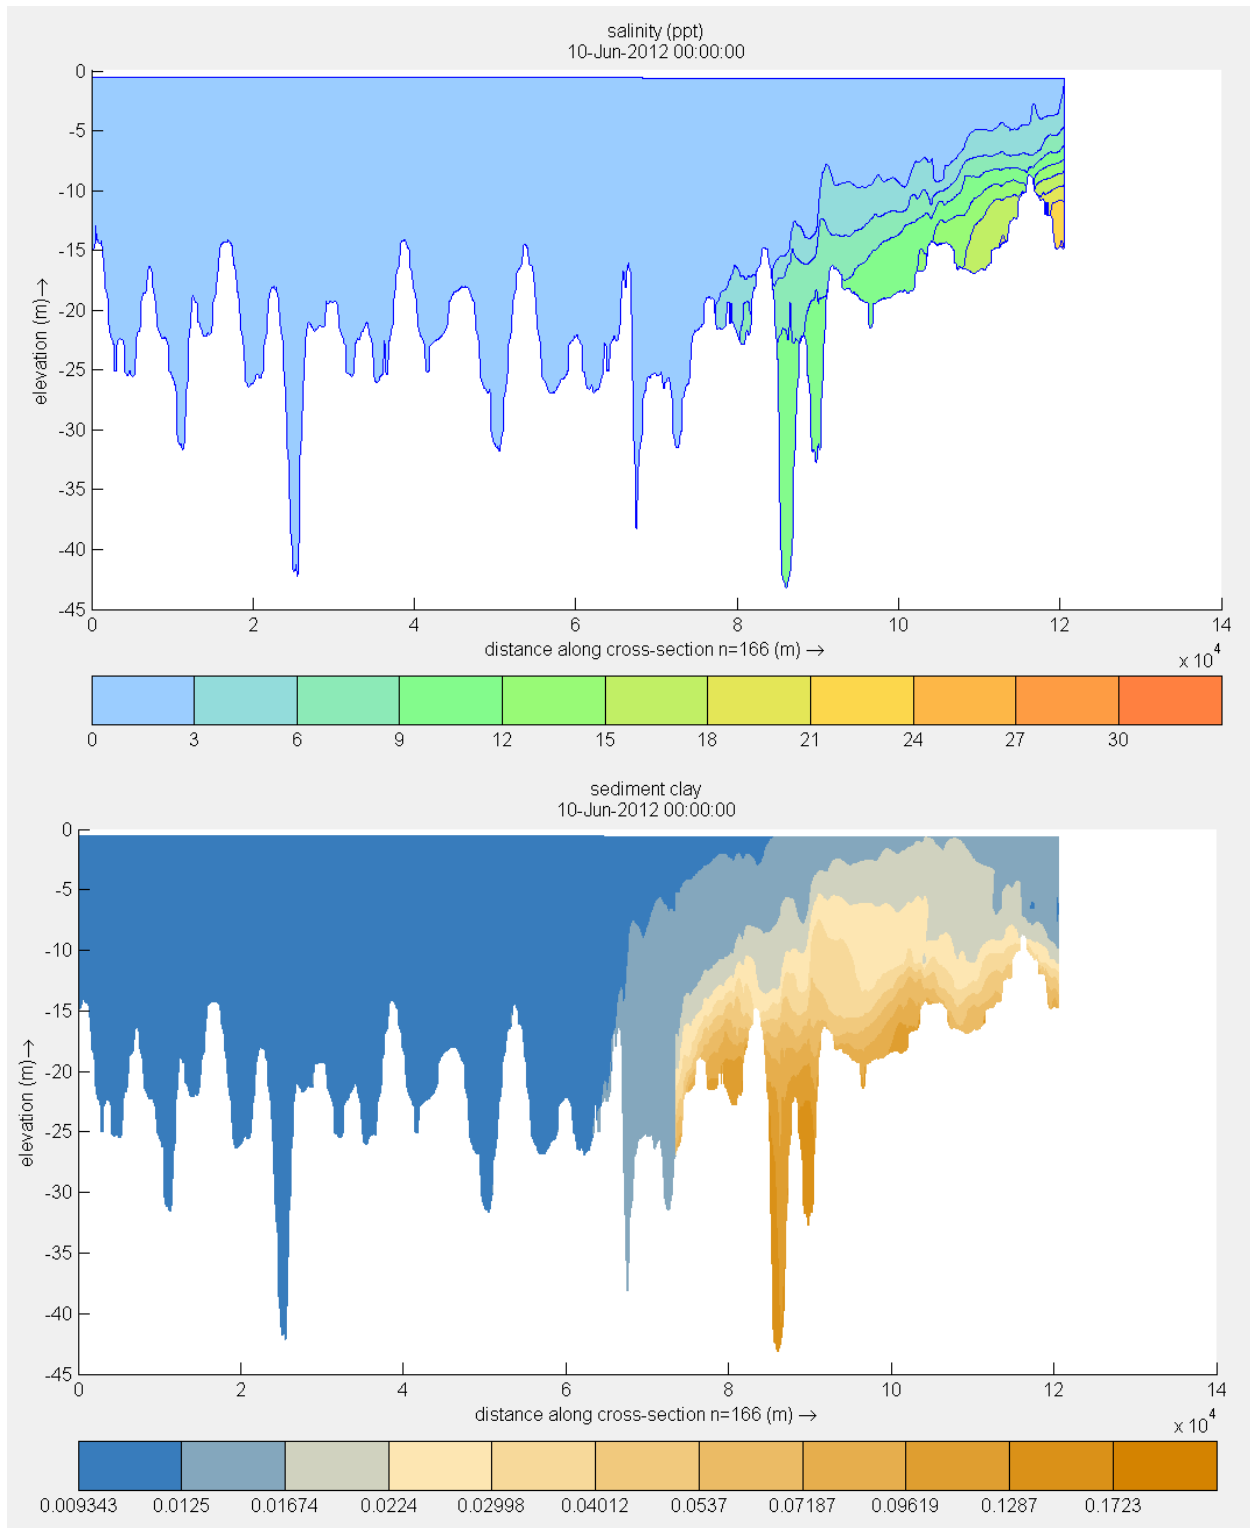 salinity (ppt)
10-Jun-2012 00:00:00
0
-5
-10
-15
-20
-25
-30
-35
-40
-45
elevation (m)→
0 2 4 6 8 10 12 14
distance along cross-section n=166 (m) →
x 10^4
0 3 6 9 12 15 18 21 24 27 30
sediment clay
10-Jun-2012 00:00:00
0
-5
-10
-15
-20
-25
-30
-35
-40
-45
elevation (m)→
0 2 4 6 8 10 12 14
distance along cross-section n=166 (m) →
x 10^4
0.009343 0.0125 0.01674 0.0224 0.02998 0.04012 0.0537 0.07187 0.09619 0.1287 0.1723